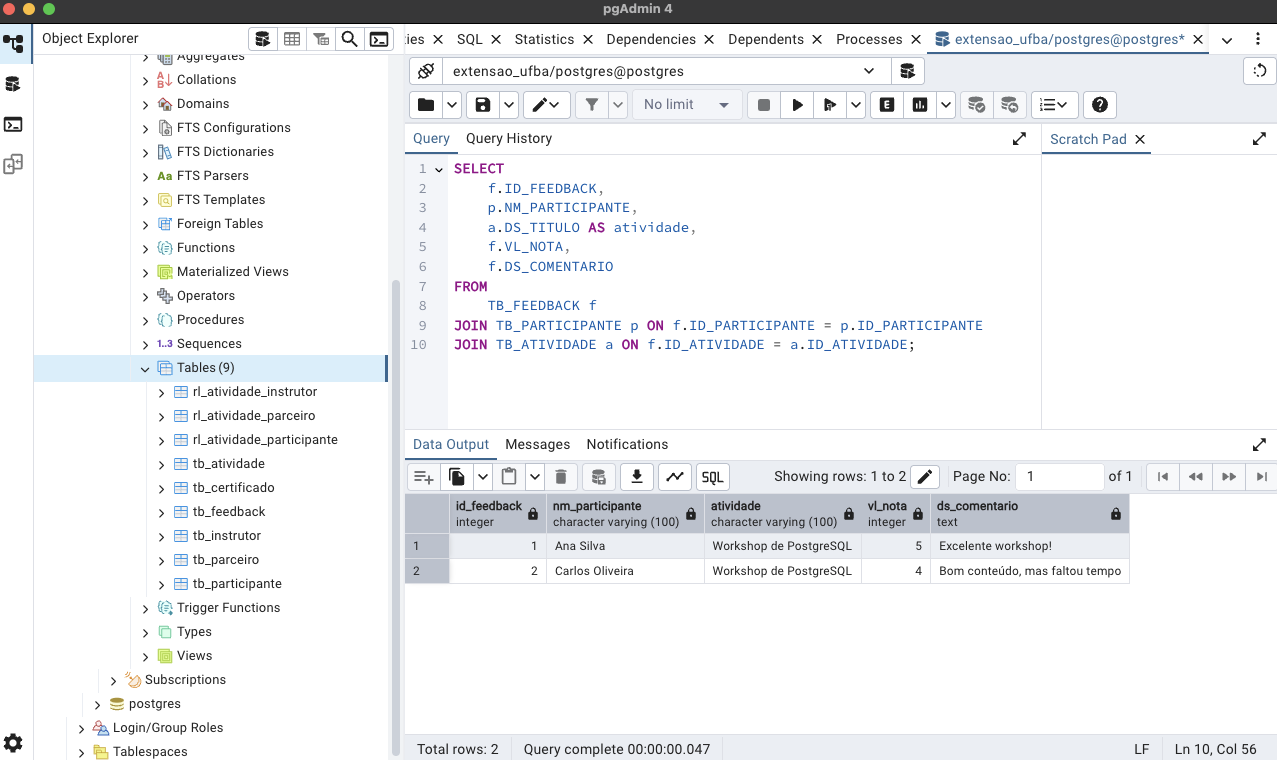 pgAdmin 4
Object Explorer
ies
SQL
Statistics
Dependencies
Dependents
Processes
extensao_ufba/postgres@postgres*
Aggregates
Collations
Domains
FTS Configurations
FTS Dictionaries
Aa FTS Parsers
FTS Templates
Foreign Tables
Functions
Materialized Views
Operators
Procedures
1..3 Sequences
Tables (9)
rl_atividade_instrutor
rl_atividade_parceiro
rl_atividade_participante
tb_atividade
tb_certificado
tb_feedback
tb_instrutor
tb_parceiro
tb_participante
Trigger Functions
Types
Views
Subscriptions
postgres
Login/Group Roles
Tablespaces
extensao_ufba/postgres@postgres
No limit
E
Query
Query History
Scratch Pad
1 SELECT
2 f.ID_FEEDBACK,
3 p.NM_PARTICIPANTE,
4 a.DS_TITULO AS atividade,
5 f.VL_NOTA,
6 f.DS_COMENTARIO
7 FROM
8 TB_FEEDBACK f
9 JOIN TB_PARTICIPANTE p ON f.ID_PARTICIPANTE = p.ID_PARTICIPANTE
10 JOIN TB_ATIVIDADE a ON f.ID_ATIVIDADE = a.ID_ATIVIDADE;
Data Output
Messages
Notifications
SQL
Showing rows: 1 to 2
Page No: 1 of 1
id_feedback nm_participante atividade vl_nota ds_comentario
integer character varying (100) character varying (100) integer text
1 1 Ana Silva Workshop de PostgreSQL 5 Excelente workshop!
2 2 Carlos Oliveira Workshop de PostgreSQL 4 Bom conteúdo, mas faltou tempo
Total rows: 2
Query complete 00:00:00.047
LF
Ln 10, Col 56